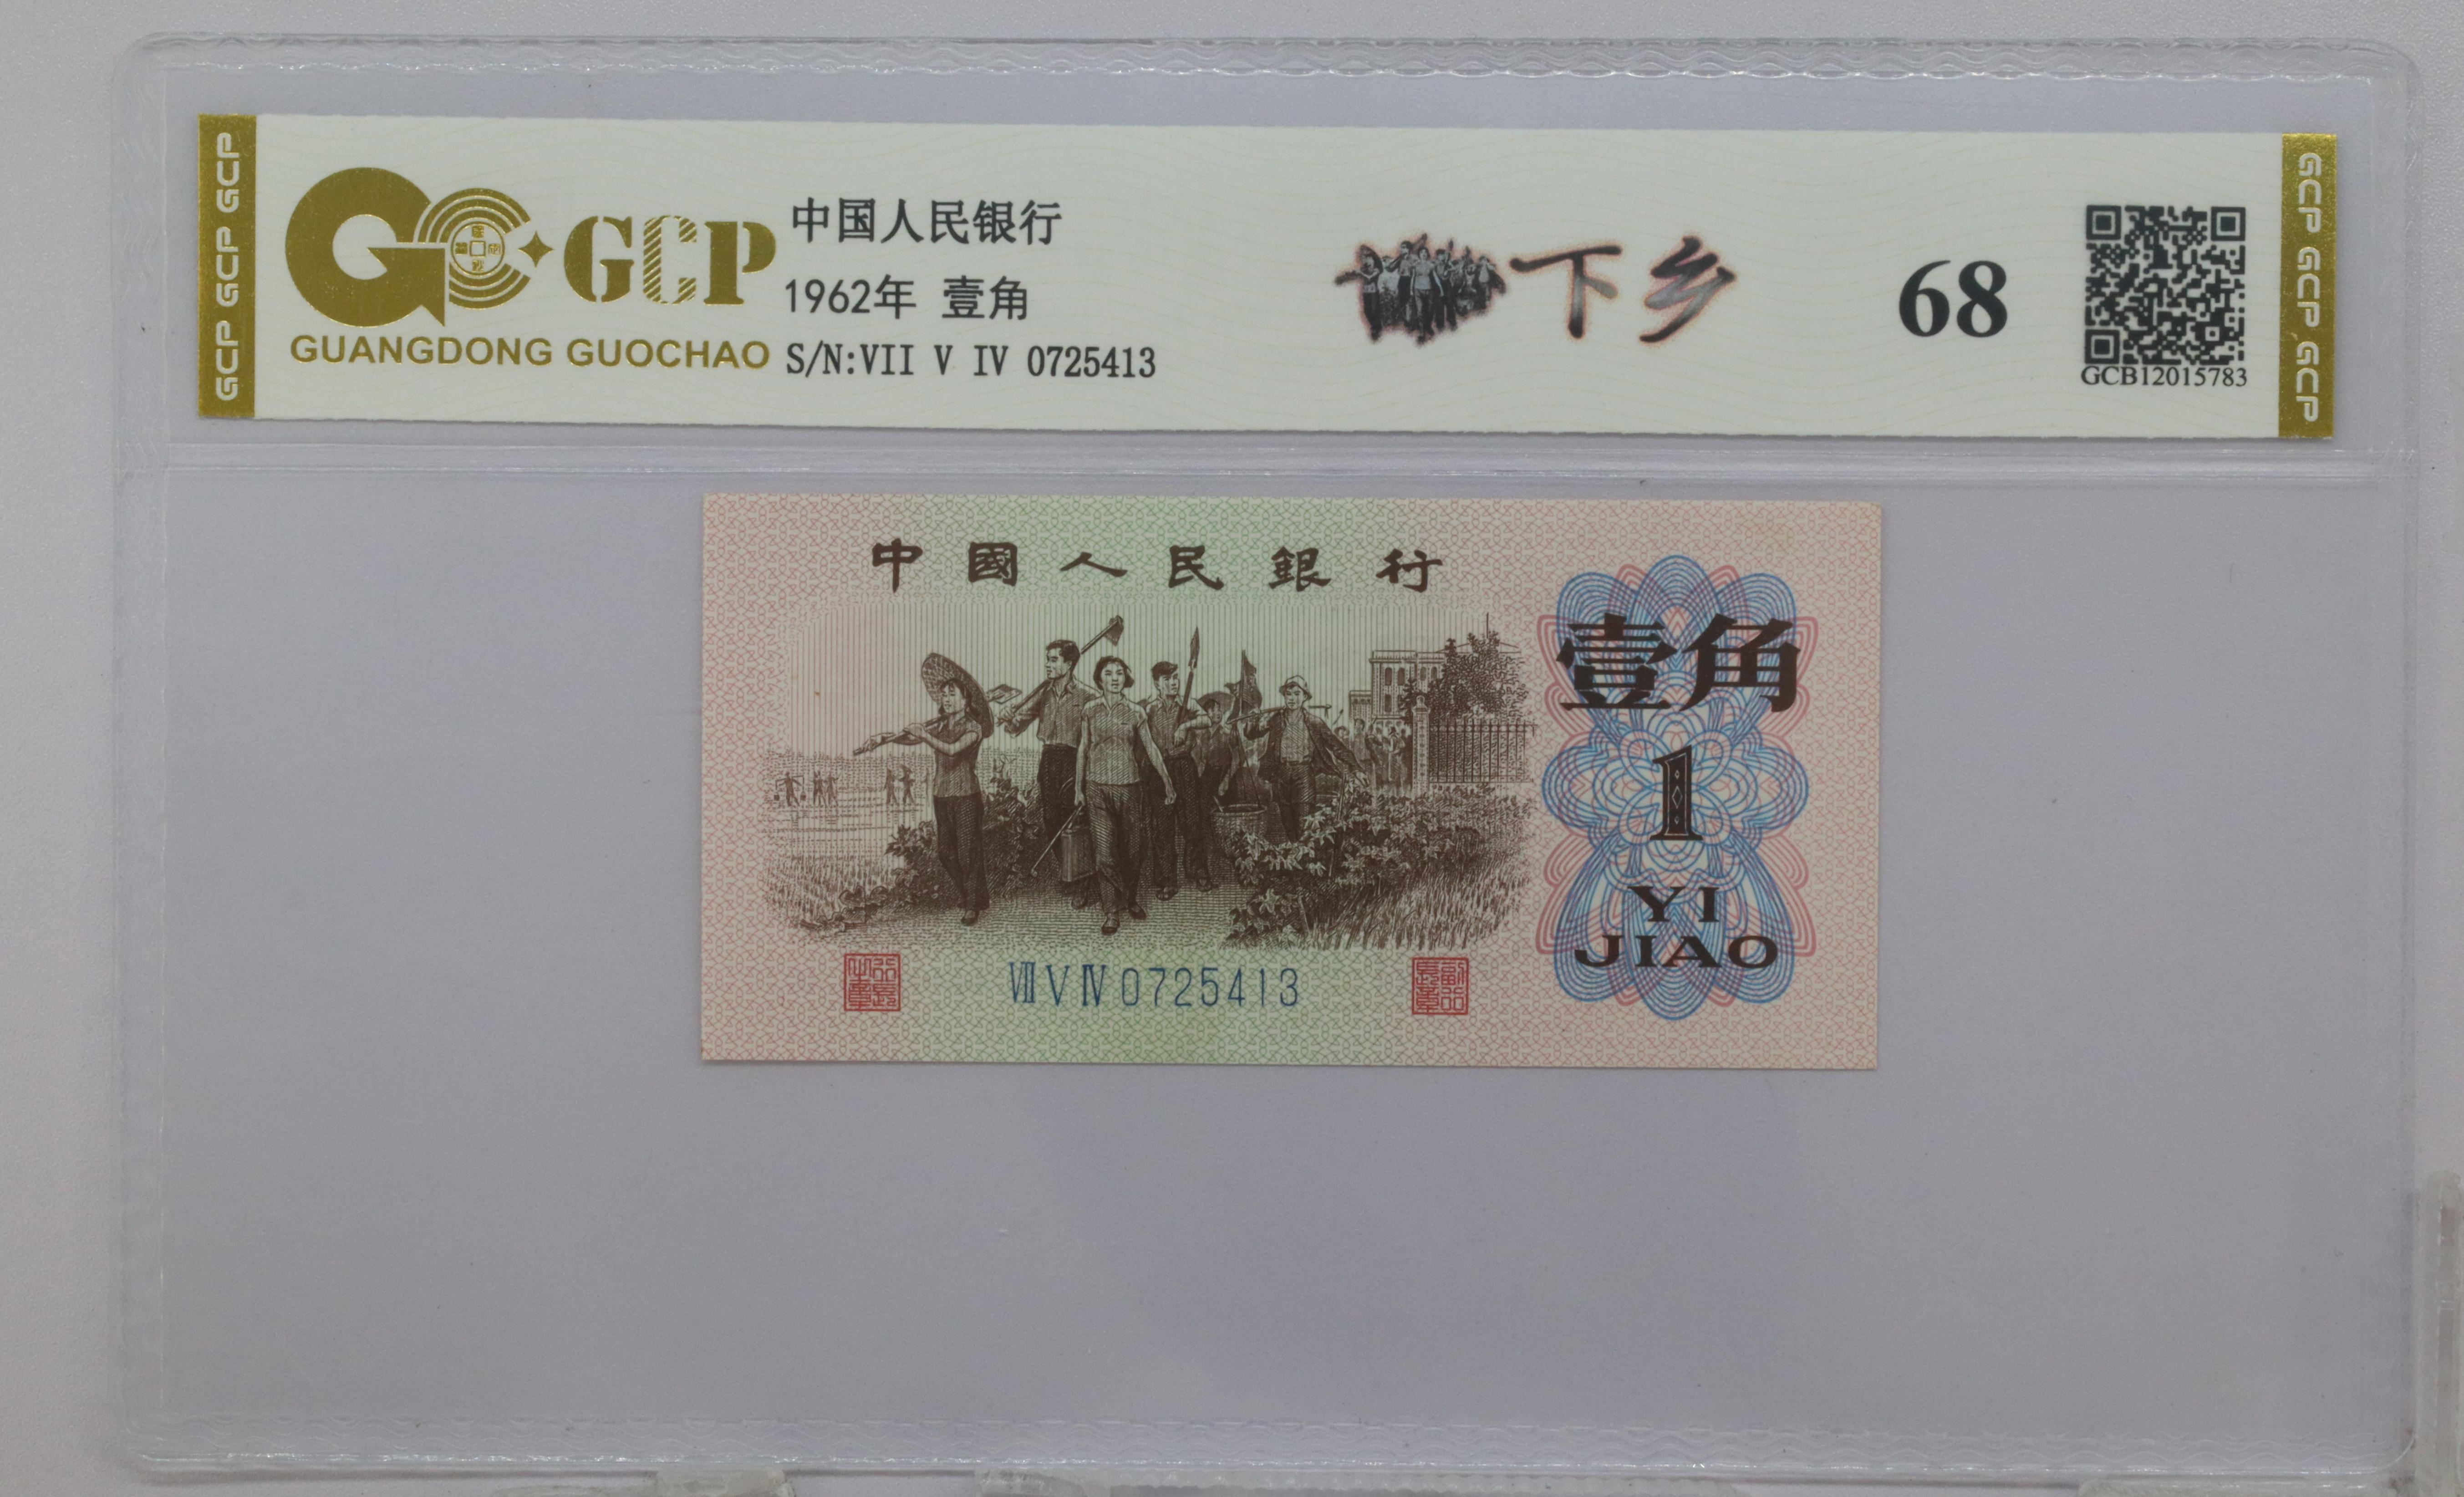 GCP GCP GCP
GCP
GUANGDONG GUOCHAO
中国人民银行
1962年 壹角
S/N:VII V IV 0725413
下乡
68
GCB12015783
GCP GCP GCP
中國人民銀行
壹角
1
YI
JIAO
VII V IV 0725413